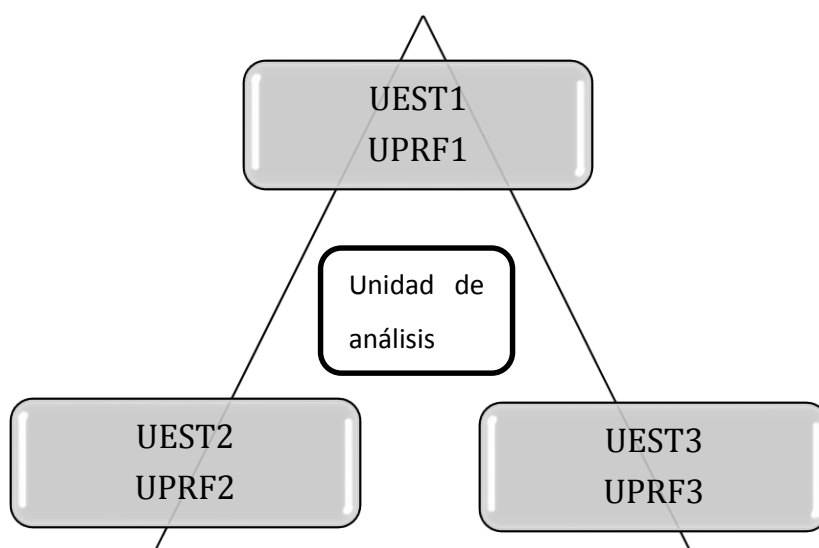 UEST1
UPRF1
Unidad de
análisis
UEST2
UPRF2
UEST3
UPRF3